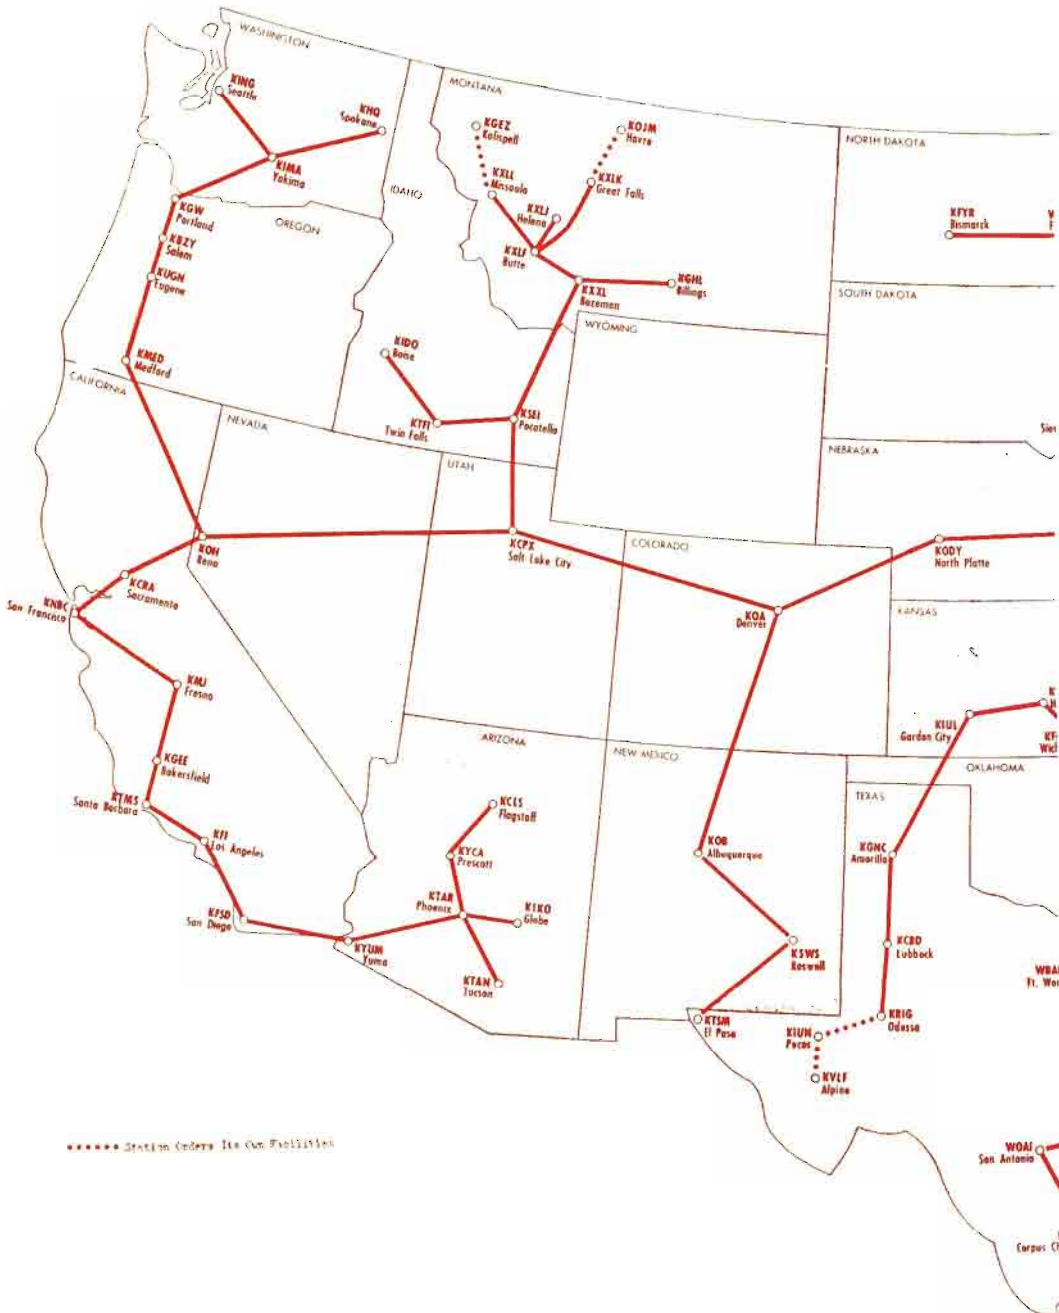 WASHINGTON
KING
Seattle
KHQ
Spokane
KIMA
Yakima
KGW
Portland
KBZY
Salem
KUGN
Eugene
KMED
Medford
OREGON
IDAHO
MONTANA
KGEZ
Kalispell
KOJM
Havre
KXLL
Missoula
KXLK
Great Falls
KXLJ
Helena
KXLF
Butte
KXXL
Bozeman
KGHL
Billings
NORTH DAKOTA
KFYR
Bismarck
SOUTH DAKOTA
WYOMING
KIDO
Boise
KTFI
Twin Falls
KSEI
Pocatello
CALIFORNIA
NEVADA
UTAH
NEBRASKA
KOH
Reno
KCPX
Salt Lake City
COLORADO
KODY
North Platte
KCRA
Sacramento
KNBC
San Francisco
KOA
Denver
KANSAS
KMJ
Fresno
KIUL
Garden City
ARIZONA
NEW MEXICO
OKLAHOMA
KGEE
Bakersfield
TEXAS
KTMS
Santa Barbara
KCLS
Flagstaff
KFI
Los Angeles
KYCA
Prescott
KOB
Albuquerque
KGNC
Amarillo
KTAR
Phoenix
KIKO
Globe
KFSD
San Diego
KYUM
Yuma
KSWS
Roswell
KCBD
Lubbock
KTAN
Tucson
KTSM
El Paso
KIUN
Pecos
KRIG
Odessa
KVLF
Alpine
Station Orders Its Own Facilities
WOAI
San Antonio
Corpus